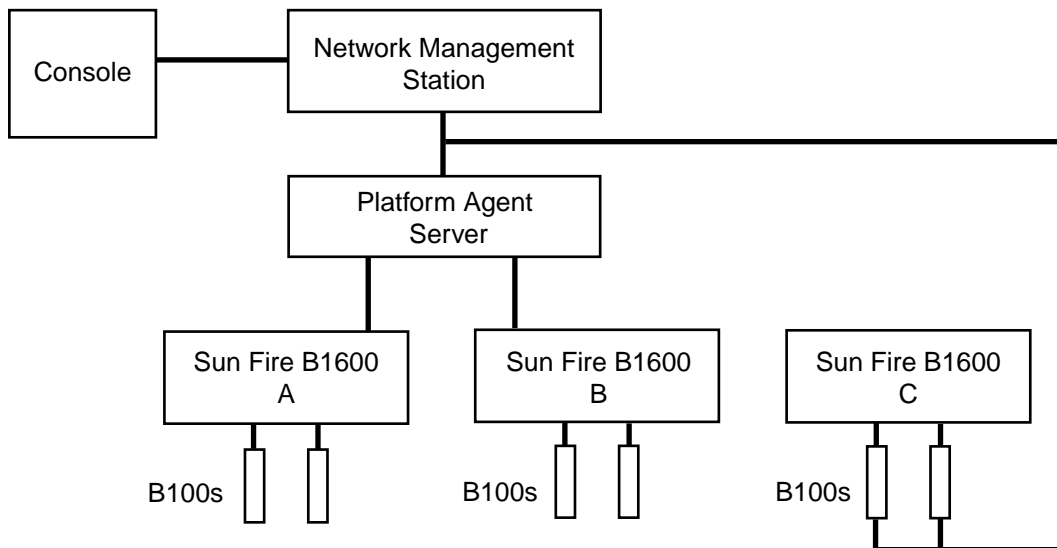 Console
Network Management
Station
Platform Agent
Server
Sun Fire B1600
A
Sun Fire B1600
B
Sun Fire B1600
C
B100s
B100s
B100s